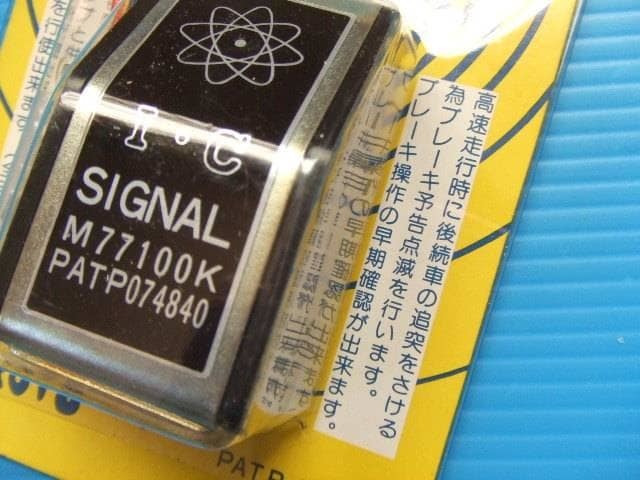 I・C
SIGNAL
M77100K
PATP074840
高速走行時に後続車の追突をさける
為ブレーキ予告点滅を行います。
ブレーキ操作の早期確認が出来ます。
PATP